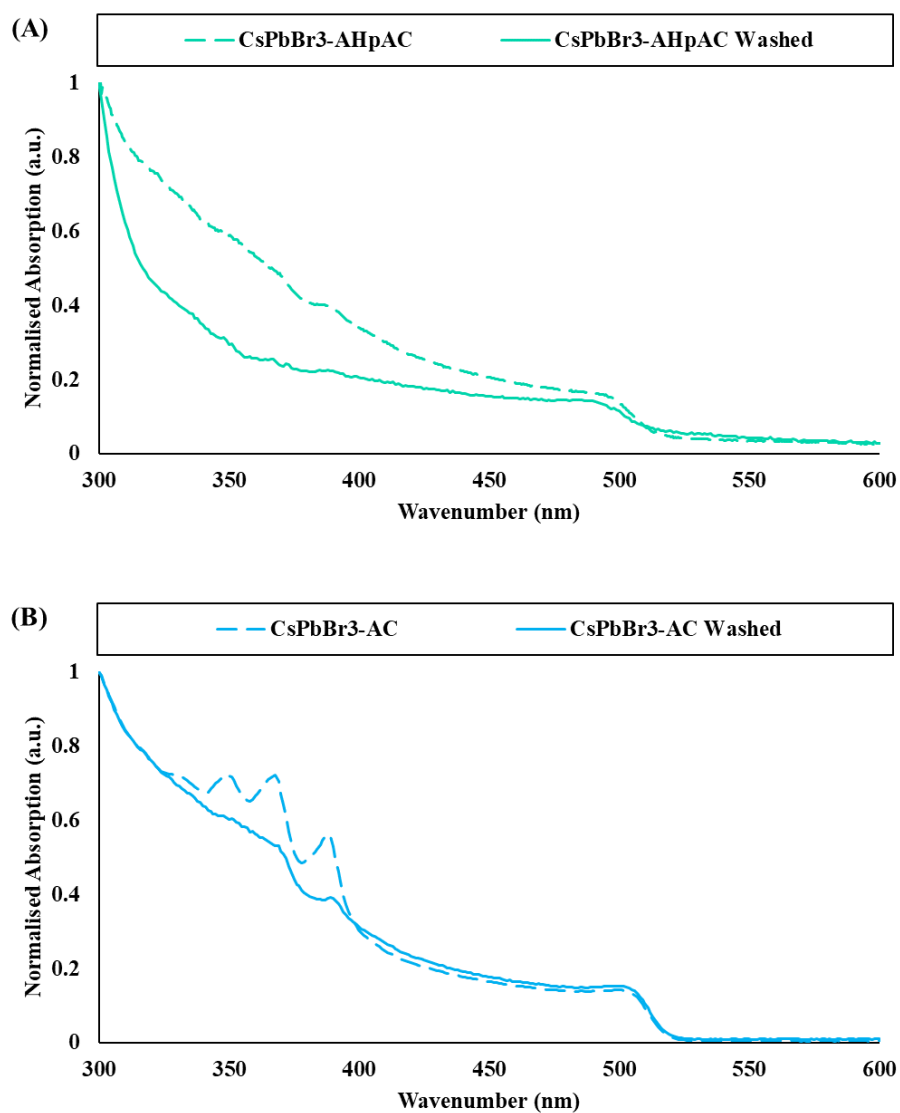 (A)
CsPbBr3-AHpAC CsPbBr3-AHpAC Washed
Normalised Absorption (a.u.)
1
0.8
0.6
0.4
0.2
0
300 350 400 450 500 550 600
Wavenumber (nm)
(B)
CsPbBr3-AC CsPbBr3-AC Washed
Normalised Absorption (a.u.)
1
0.8
0.6
0.4
0.2
0
300 350 400 450 500 550 600
Wavenumber (nm)